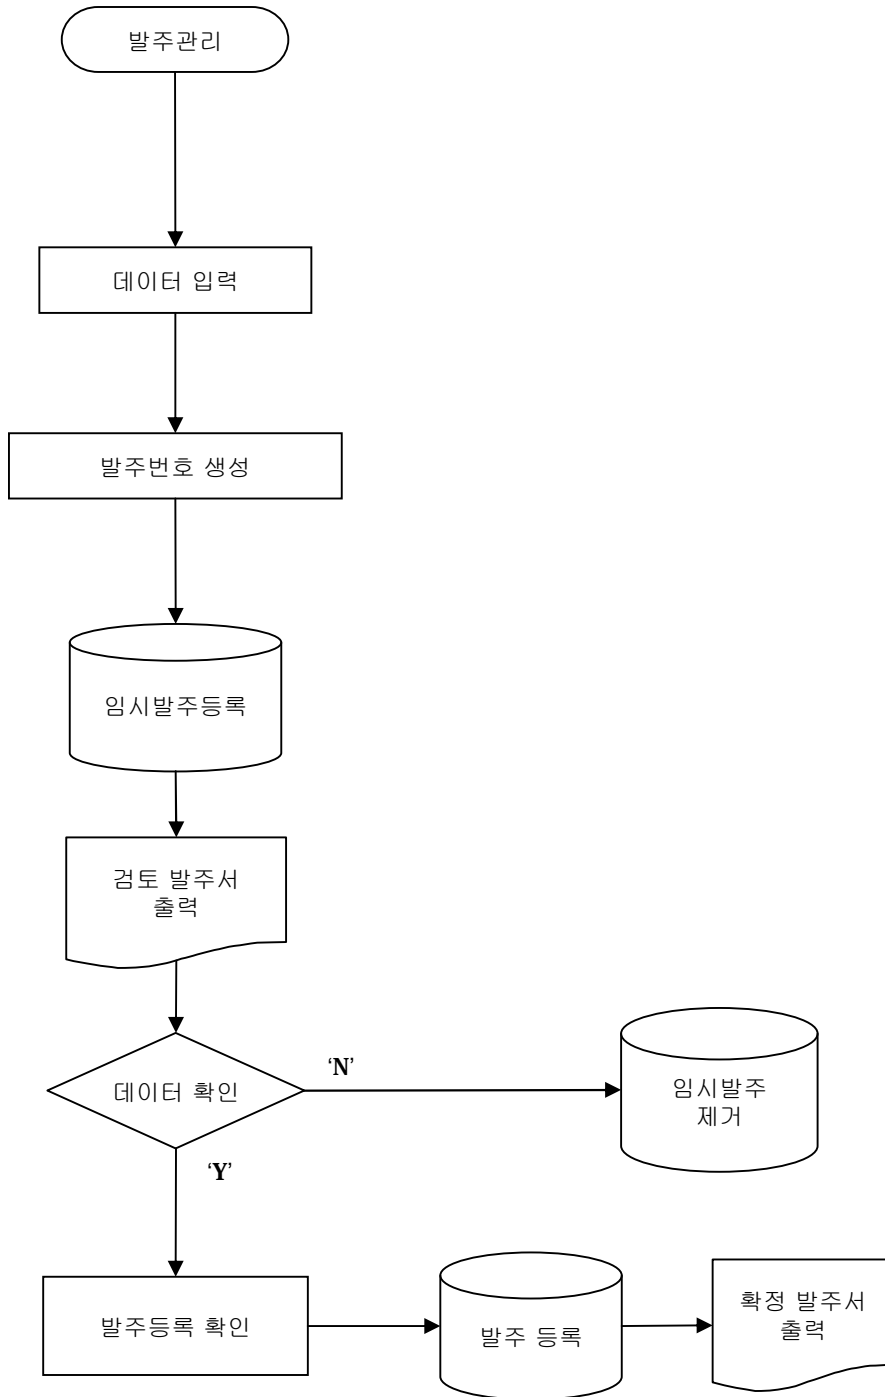 발주관리
데이터 입력
발주번호 생성
임시발주등록
검토 발주서
출력
데이터 확인
‘N’
임시발주
제거
‘Y’
발주등록 확인
발주 등록
확정 발주서
출력